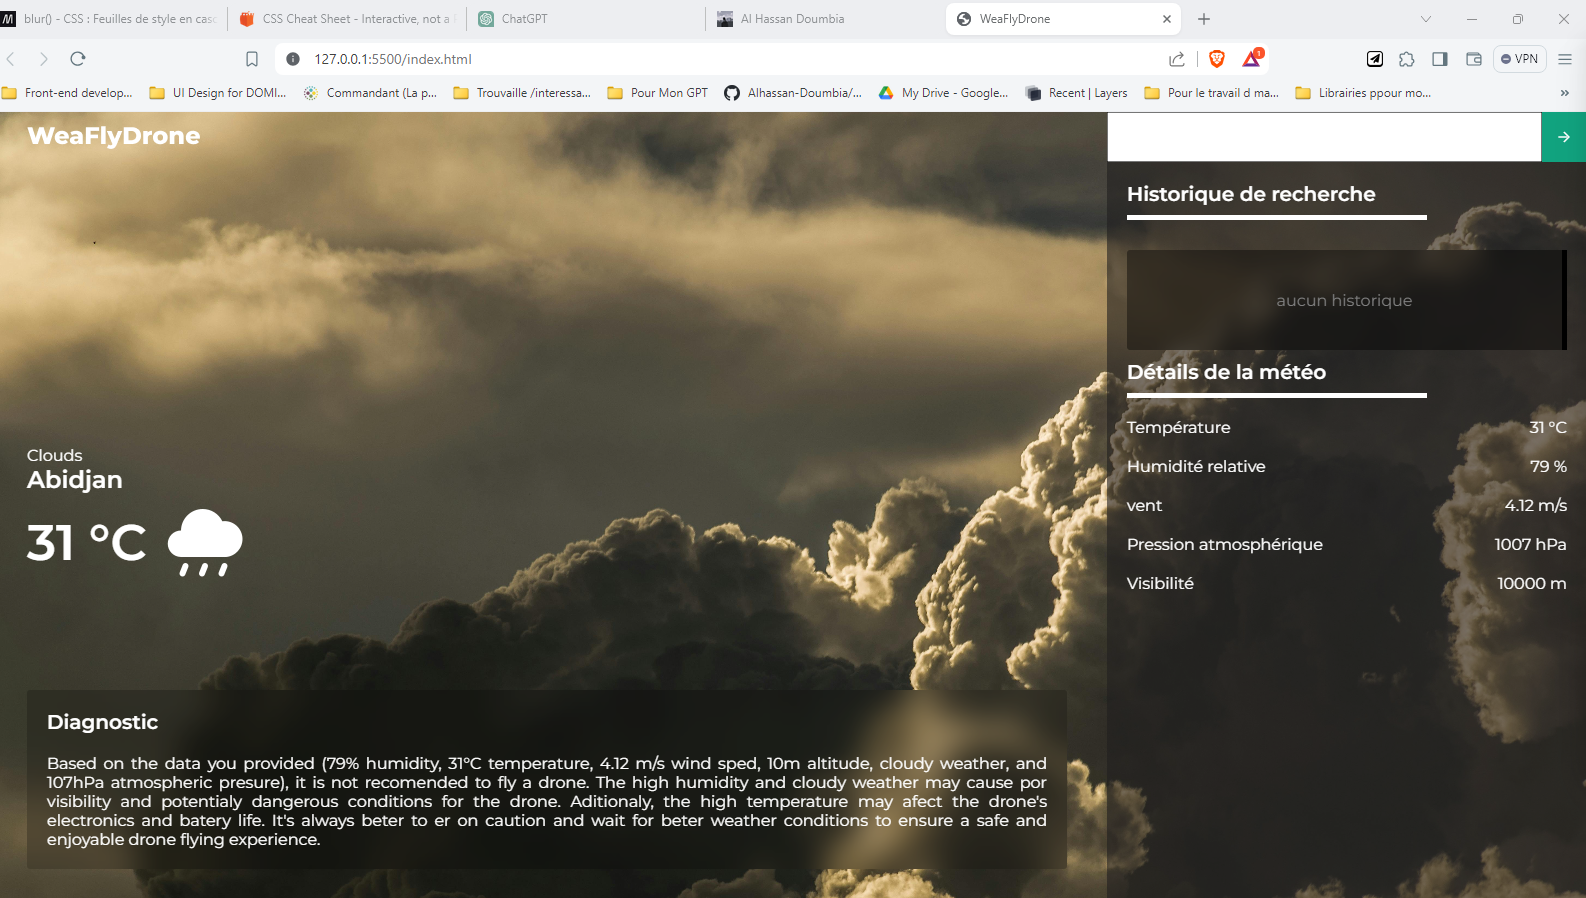 blur() - CSS : Feuilles de style en casc
CSS Cheat Sheet - Interactive, not a
ChatGPT
Al Hassan Doumbia
WeaFlyDrone
127.0.0.1:5500/index.html
1
VPN
Front-end develop...
UI Design for DOMI...
Commandant (La p...
Trouvaille /interessa...
Pour Mon GPT
Alhassan-Doumbia/...
My Drive - Google...
Recent | Layers
Pour le travail d ma...
Librairies ppour mo...
WeaFlyDrone
Clouds
Abidjan
31 °C
Diagnostic
Based on the data you provided (79% humidity, 31°C temperature, 4.12 m/s wind sped, 10m altitude, cloudy weather, and
107hPa atmospheric presure), it is not recomended to fly a drone. The high humidity and cloudy weather may cause por
visibility and potentialy dangerous conditions for the drone. Aditionaly, the high temperature may afect the drone's
electronics and batery life. It's always beter to er on caution and wait for beter weather conditions to ensure a safe and
enjoyable drone flying experience.
Historique de recherche
aucun historique
Détails de la météo
Température 31 °C
Humidité relative 79 %
vent 4.12 m/s
Pression atmosphérique 1007 hPa
Visibilité 10000 m